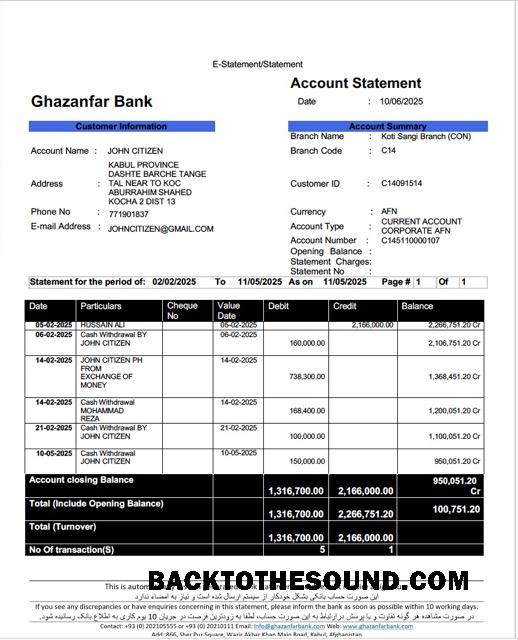 E-Statement/Statement
Account Statement
Date : 10/06/2025
Ghazanfar Bank
Customer Information
Account Name : JOHN CITIZEN
Address : KABUL PROVINCE
DASHTE BARCHE TANGE
TAL NEAR TO KOC
ABURRAHIM SHAHED
KOCHA 2 DIST 13
Phone No : 771901837
E-mail Address : JOHNCITIZEN@GMAIL.COM
Account Summary
Branch Name : Koti Sangi Branch (CON)
Branch Code : C14
Customer ID : C14091514
Currency : AFN
Account Type : CURRENT ACCOUNT
CORPORATE AFN
Account Number : C145110000107
Opening Balance :
Statement Charges:
Statement No :
Statement for the period of: 02/02/2025 To 11/05/2025 As on 11/05/2025 Page # 1 Of 1
Date Particulars Cheque No Value Date Debit Credit Balance
05-02-2025 HUSSAIN ALI 05-02-2025 2,166,000.00 2,266,751.20 Cr
06-02-2025 Cash Withdrawal BY 06-02-2025
JOHN CITIZEN 160,000.00 2,106,751.20 Cr
14-02-2025 JOHN CITIZEN PH 14-02-2025
FROM
EXCHANGE OF 738,300.00 1,368,451.20 Cr
MONEY
14-02-2025 Cash Withdrawal 14-02-2025
MOHAMMAD 168,400.00 1,200,051.20 Cr
REZA
21-02-2025 Cash Withdrawal BY 21-02-2025
JOHN CITIZEN 100,000.00 1,100,051.20 Cr
10-05-2025 Cash Withdrawal 10-05-2025
JOHN CITIZEN 150,000.00 950,051.20 Cr
Account closing Balance 1,316,700.00 2,166,000.00 950,051.20 Cr
Total (Include Opening Balance) 1,316,700.00 2,266,751.20 100,751.20
Total (Turnover) 1,316,700.00 2,166,000.00
No Of transaction(S) 5 1
This is autom
BACKTOTHESOUND.COM
این صورت حساب بانکی بشکل خودکار از سیستم ارسال شده است و نیاز به امضاء ندارد
If you see any discrepancies or have enquiries concerning in this statement, please inform the bank as soon as possible within 10 working days.
در صورت مشاهده هر گونه تفاوت و یا پرسش درارتباط به این صورت حساب، لطفا به زودترین فرصت در جریان 10 یوم کاری به اطلاع بانک رسانیده شود.
Contact: +93 (0) 202105555 or +93 (0) 20210111 Email: Info@ghazanfarbank.com Web: www.ghazanfarbank.com
Add: 866, Sher Pur Square, Wazir Akbar Khan Main Road, Kabul, Afghanistan